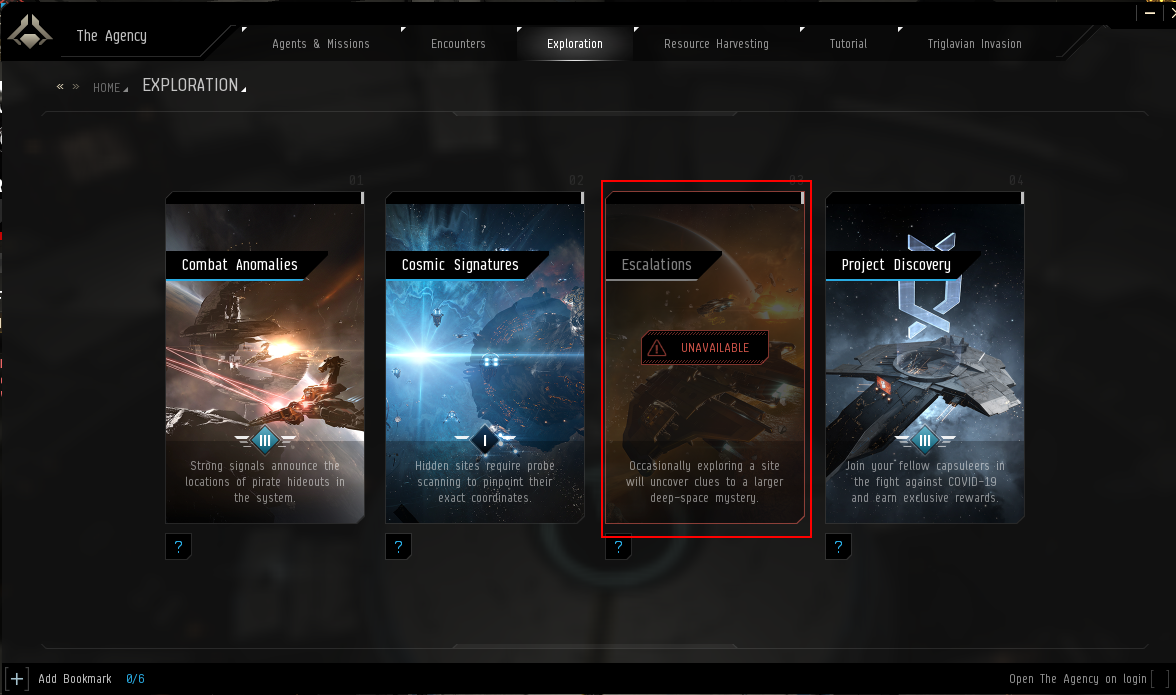 The Agency
Agents & Missions
Encounters
Exploration
Resource Harvesting
Tutorial
Triglavian Invasion
« » HOME EXPLORATION
01
02
03
04
Combat Anomalies
III
Strong signals announce the
locations of pirate hideouts in
the system.
?
Cosmic Signatures
I
Hidden sites require probe
scanning to pinpoint their
exact coordinates.
?
Escalations
UNAVAILABLE
Occasionally exploring a site
will uncover clues to a larger
deep-space mystery.
?
Project Discovery
III
Join your fellow capsuleers in
the fight against COVID-19
and earn exclusive rewards.
?
Add Bookmark 0/6
Open The Agency on login